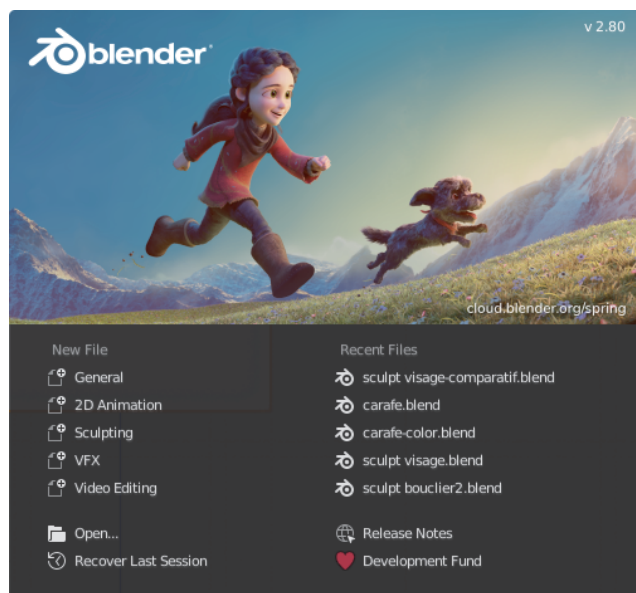 blender
v 2.80
cloud.blender.org/spring
New File
General
2D Animation
Sculpting
VFX
Video Editing
Open...
Recover Last Session
Recent Files
sculpt visage-comparatif.blend
carafe.blend
carafe-color.blend
sculpt visage.blend
sculpt bouclier2.blend
Release Notes
Development Fund